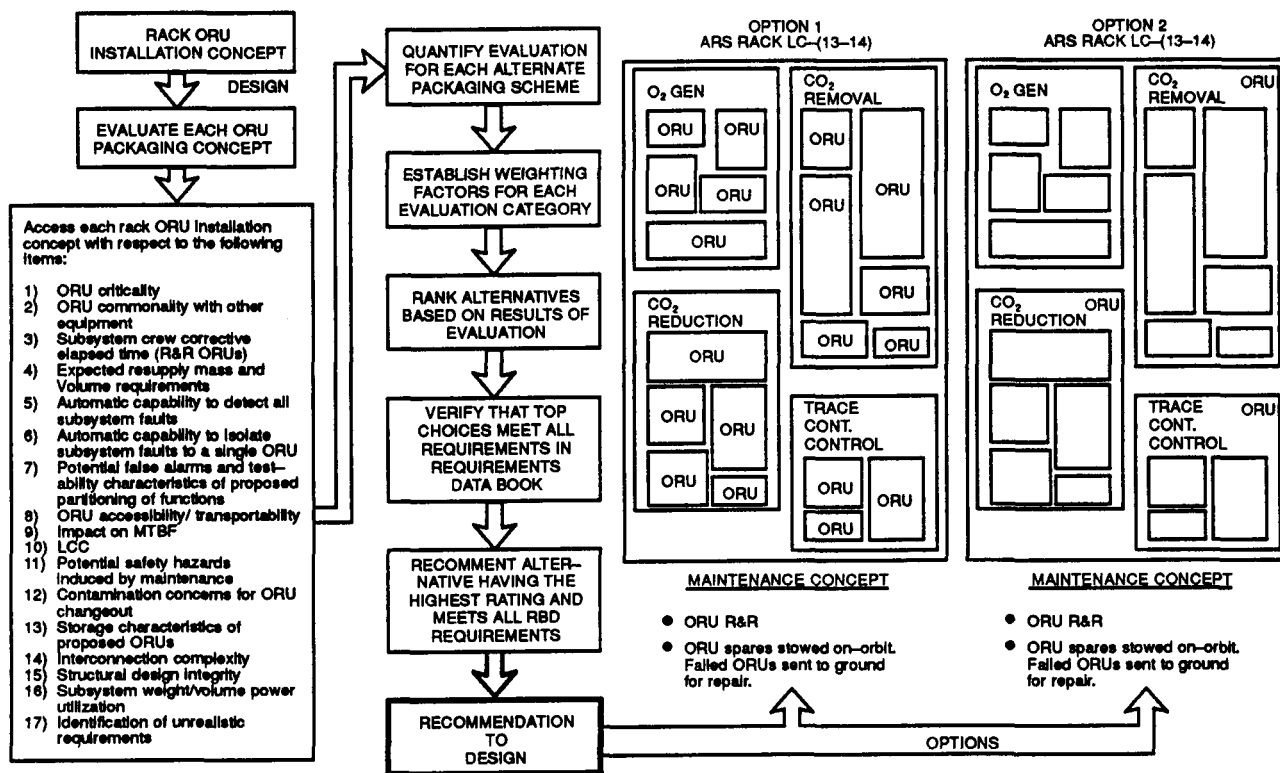 RACK ORU
INSTALLATION CONCEPT
DESIGN
EVALUATE EACH ORU
PACKAGING CONCEPT
Access each rack ORU Installation
concept with respect to the following
items:
1) ORU criticality
2) ORU commonality with other
equipment
3) Subsystem crew corrective
elapsed time (R&R ORUs)
4) Expected resupply mass and
Volume requirements
5) Automatic capability to detect all
subsystem faults
6) Automatic capability to isolate
subsystem faults to a single ORU
7) Potential false alarms and test–
ability characteristics of proposed
partitioning of functions
8) ORU accessibility/ transportability
9) Impact on MTBF
10) LCC
11) Potential safety hazards
induced by maintenance
12) Contamination concerns for ORU
changeout
13) Storage characteristics of
proposed ORUs
14) Interconnection complexity
15) Structural design integrity
16) Subsystem weight/volume power
utilization
17) Identification of unrealistic
requirements
QUANTIFY EVALUATION
FOR EACH ALTERNATE
PACKAGING SCHEME
ESTABLISH WEIGHTING
FACTORS FOR EACH
EVALUATION CATEGORY
RANK ALTERNATIVES
BASED ON RESULTS OF
EVALUATION
VERIFY THAT TOP
CHOICES MEET ALL
REQUIREMENTS IN
REQUIREMENTS
DATA BOOK
RECOMMENT ALTER–
NATIVE HAVING THE
HIGHEST RATING AND
MEETS ALL RBD
REQUIREMENTS
RECOMMENDATION
TO
DESIGN
OPTIONS
OPTION 1
ARS RACK LC–(13–14)
O₂ GEN
ORU
ORU
ORU
ORU
ORU
CO₂
REMOVAL
ORU
ORU
ORU
ORU
ORU
ORU
CO₂
REDUCTION
ORU
ORU
ORU
ORU
ORU
TRACE
CONT.
CONTROL
ORU
ORU
ORU
MAINTENANCE CONCEPT
● ORU R&R
● ORU spares stowed on–orbit.
Failed ORUs sent to ground
for repair.
OPTION 2
ARS RACK LC–(13–14)
O₂ GEN
CO₂ ORU
REMOVAL
CO₂ ORU
REDUCTION
TRACE ORU
CONT.
CONTROL
MAINTENANCE CONCEPT
● ORU R&R
● ORU spares stowed on–orbit.
Failed ORUs sent to ground
for repair.